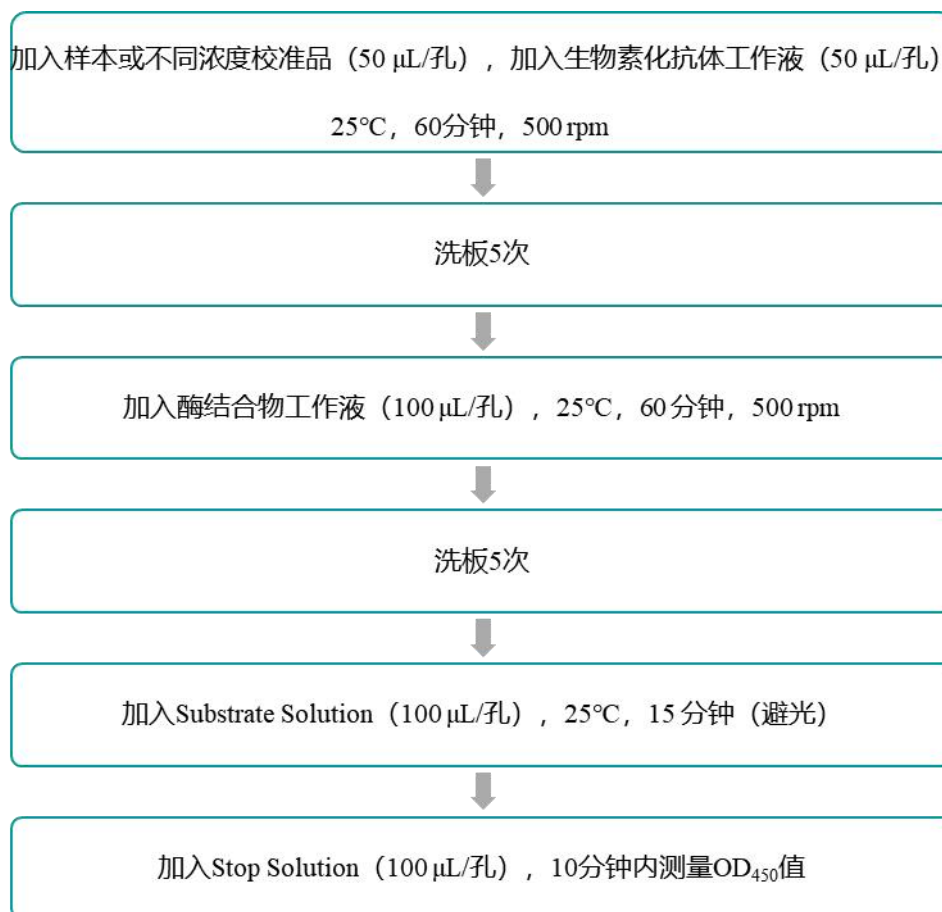 加入样本或不同浓度校准品（50 μL/孔），加入生物素化抗体工作液（50 μL/孔）
25℃，60分钟，500 rpm
洗板5次
加入酶结合物工作液（100 μL/孔），25℃，60 分钟，500 rpm
洗板5次
加入Substrate Solution（100 μL/孔），25℃，15 分钟（避光）
加入Stop Solution（100 μL/孔），10分钟内测量OD₄₅₀值